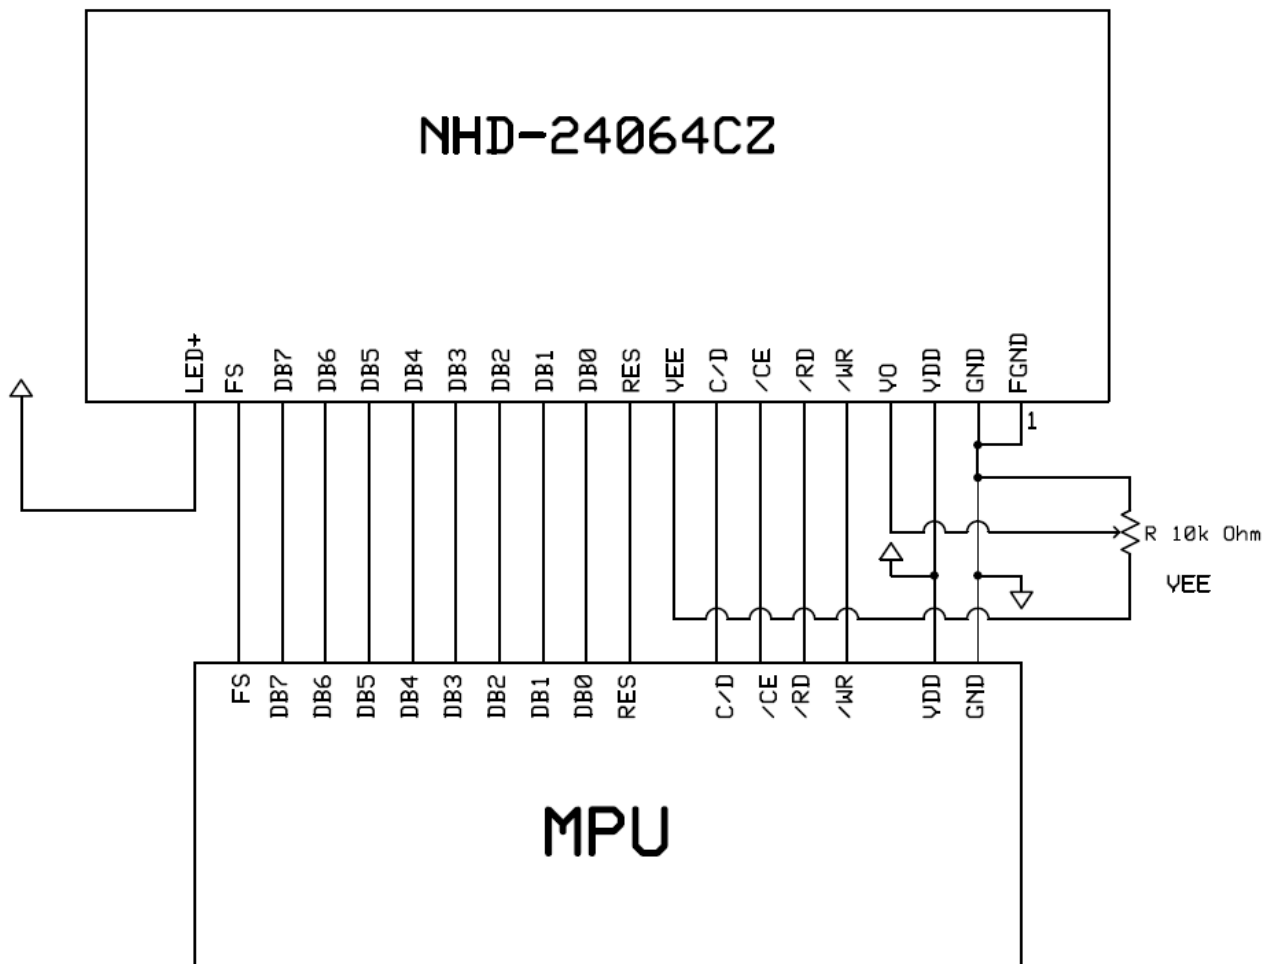 NHD-24064CZ
LED+ FS DB7 DB6 DB5 DB4 DB3 DB2 DB1 DB0 RES VEE C/D /CE /RD /WR V0 VDD GND FGND
1
R 10k Ohm
VEE
FS DB7 DB6 DB5 DB4 DB3 DB2 DB1 DB0 RES C/D /CE /RD /WR VDD GND
MPU